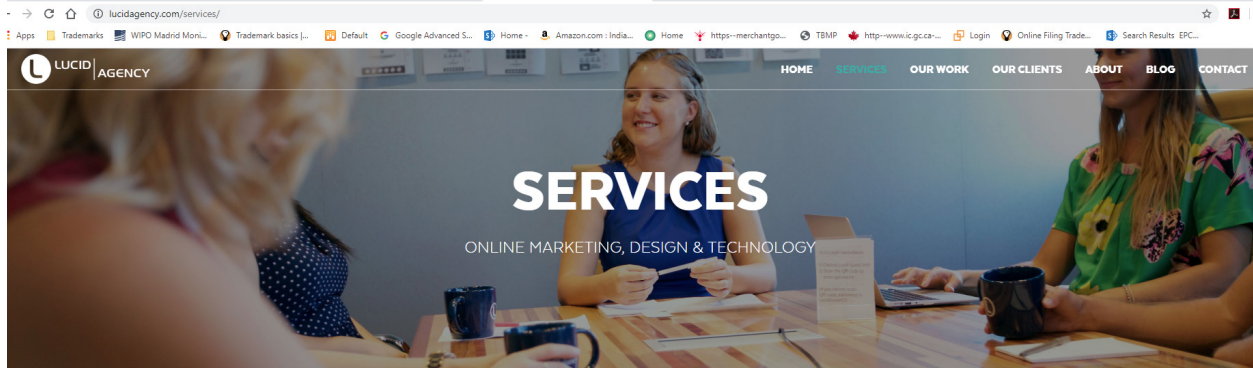 lucidagency.com/services/
Apps Trademarks WIPO Madrid Moni... Trademark basics |... Default Google Advanced S... Home - Amazon.com : India... Home https--merchantgo... TBMP http--www.ic.gc.ca-... Login Online Filing Trade... Search Results EPC...
LUCID AGENCY
HOME SERVICES OUR WORK OUR CLIENTS ABOUT BLOG CONTACT
SERVICES
ONLINE MARKETING, DESIGN & TECHNOLOGY